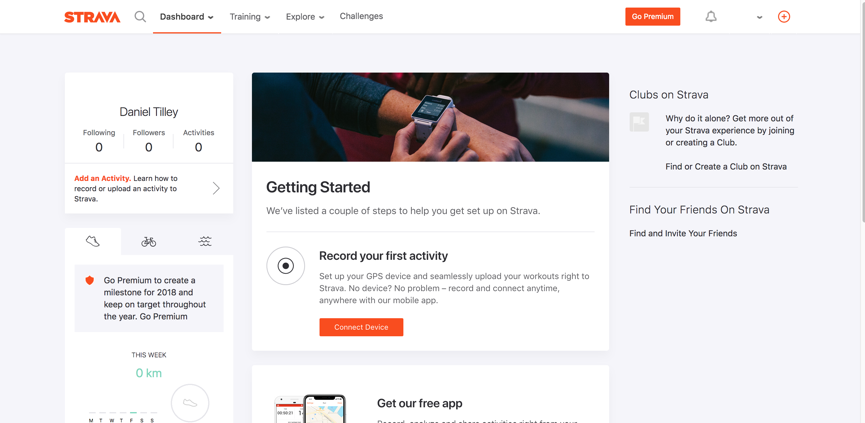 STRAVA
Dashboard
Training
Explore
Challenges
Go Premium
Daniel Tilley
Following
Followers
Activities
0
0
0
Add an Activity. Learn how to
record or upload an activity to
Strava.
Go Premium to create a
milestone for 2018 and
keep on target throughout
the year. Go Premium
THIS WEEK
0 km
M T W T F S S
Getting Started
We've listed a couple of steps to help you get set up on Strava.
Record your first activity
Set up your GPS device and seamlessly upload your workouts right to
Strava. No device? No problem – record and connect anytime,
anywhere with our mobile app.
Connect Device
Get our free app
Clubs on Strava
Why do it alone? Get more out of
your Strava experience by joining
or creating a Club.
Find or Create a Club on Strava
Find Your Friends On Strava
Find and Invite Your Friends